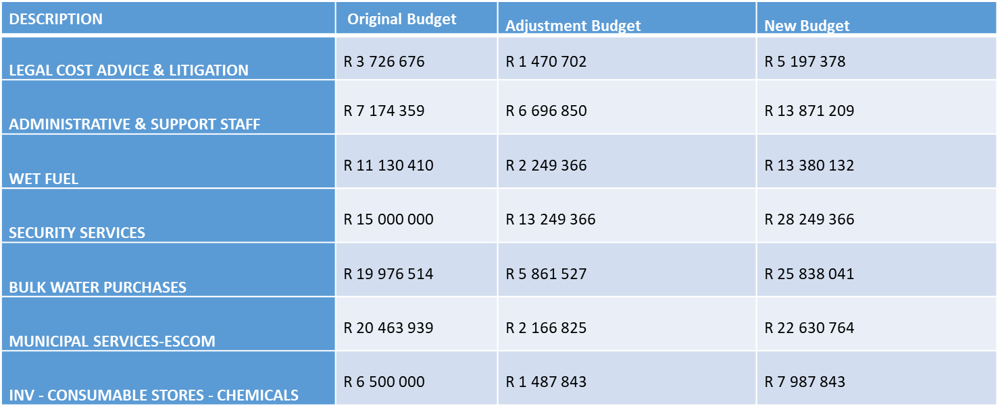 DESCRIPTION Original Budget Adjustment Budget New Budget
LEGAL COST ADVICE & LITIGATION R 3 726 676 R 1 470 702 R 5 197 378
ADMINISTRATIVE & SUPPORT STAFF R 7 174 359 R 6 696 850 R 13 871 209
WET FUEL R 11 130 410 R 2 249 366 R 13 380 132
SECURITY SERVICES R 15 000 000 R 13 249 366 R 28 249 366
BULK WATER PURCHASES R 19 976 514 R 5 861 527 R 25 838 041
MUNICIPAL SERVICES-ESCOM R 20 463 939 R 2 166 825 R 22 630 764
INV - CONSUMABLE STORES - CHEMICALS R 6 500 000 R 1 487 843 R 7 987 843